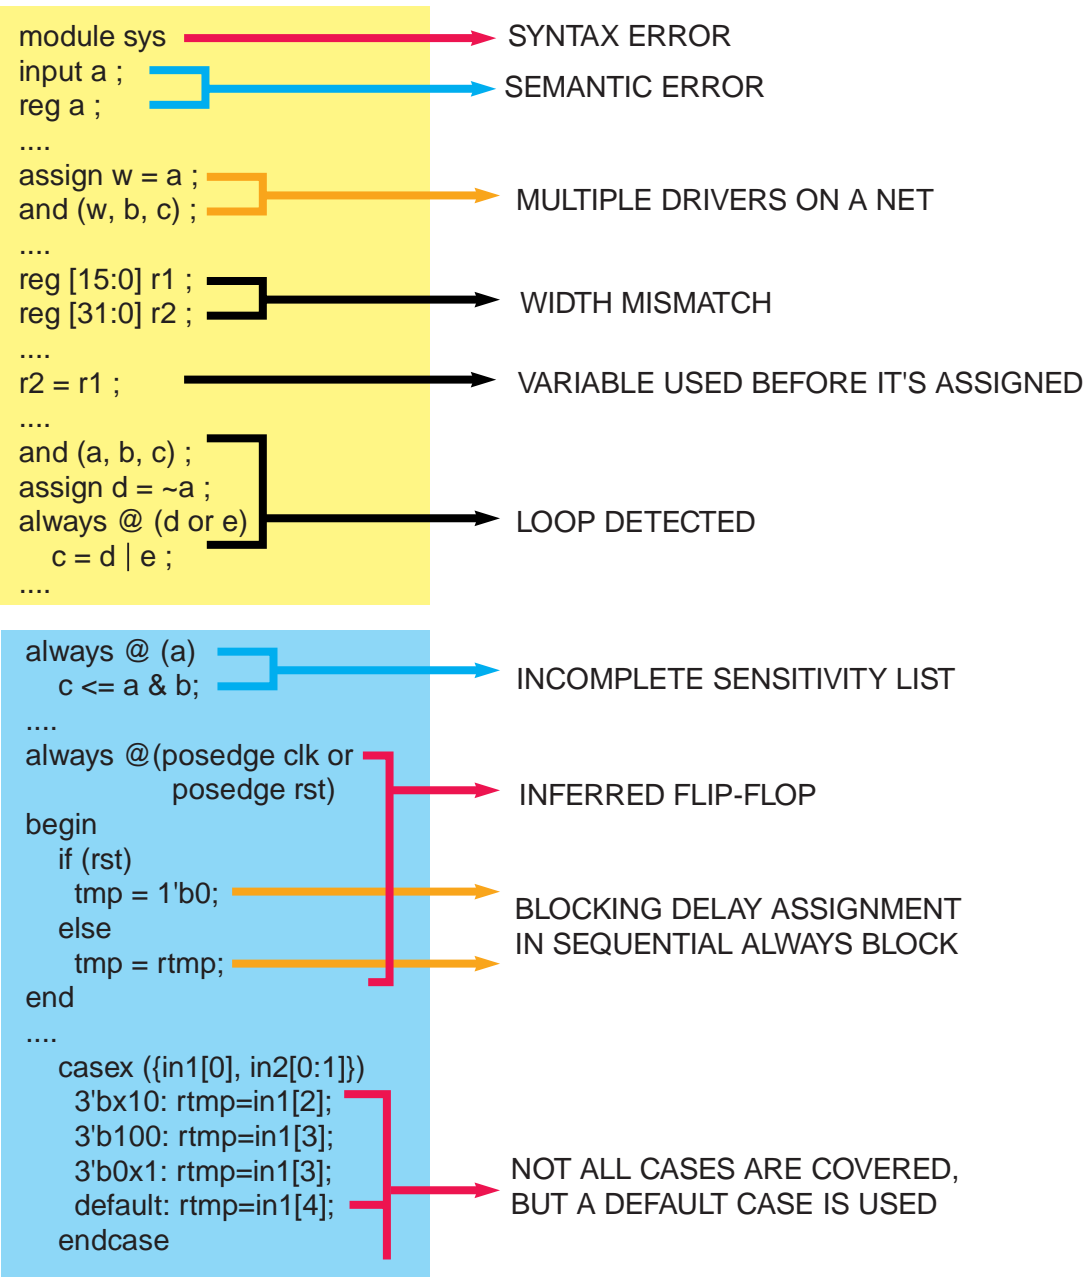 module sys
SYNTAX ERROR
input a ;
SEMANTIC ERROR
reg a ;
....
assign w = a ;
MULTIPLE DRIVERS ON A NET
and (w, b, c) ;
....
reg [15:0] r1 ;
WIDTH MISMATCH
reg [31:0] r2 ;
....
r2 = r1 ;
VARIABLE USED BEFORE IT'S ASSIGNED
....
and (a, b, c) ;
assign d = ~a ;
always @ (d or e)
LOOP DETECTED
c = d | e ;
....
always @ (a)
INCOMPLETE SENSITIVITY LIST
c <= a & b;
....
always @(posedge clk or
posedge rst)
INFERRED FLIP-FLOP
begin
if (rst)
tmp = 1'b0;
BLOCKING DELAY ASSIGNMENT
IN SEQUENTIAL ALWAYS BLOCK
else
tmp = rtmp;
end
....
casex ({in1[0], in2[0:1]})
3'bx10: rtmp=in1[2];
3'b100: rtmp=in1[3];
3'b0x1: rtmp=in1[3];
NOT ALL CASES ARE COVERED,
BUT A DEFAULT CASE IS USED
default: rtmp=in1[4];
endcase